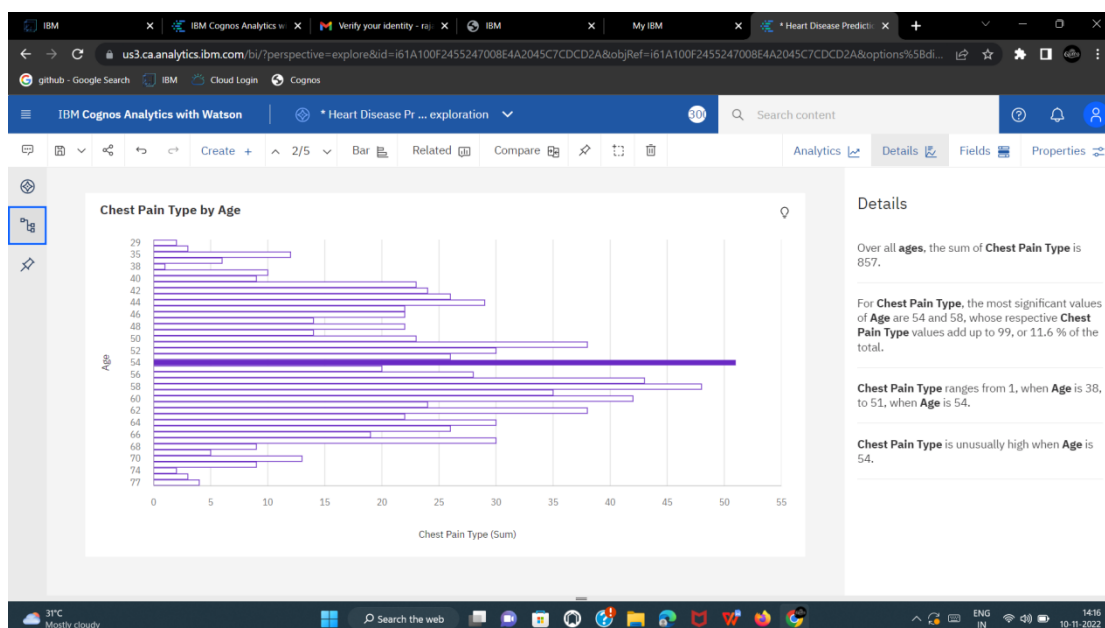 IBM
IBM Cognos Analytics wi
Verify your identity - raj
IBM
My IBM
* Heart Disease Predicti
us3.ca.analytics.ibm.com/bi/?perspective=explore&id=i61A100F2455247008E4A2045C7CDCD2A&objRef=i61A100F2455247008E4A2045C7CDCD2A&options%5Bdi...
github - Google Search
IBM
Cloud Login
Cognos
IBM Cognos Analytics with Watson
* Heart Disease Pr ... exploration
30
Search content
Create +
2/5
Bar
Related
Compare
Analytics
Details
Fields
Properties
Chest Pain Type by Age
Age
29
35
38
40
42
44
46
48
50
52
54
56
58
60
62
64
66
68
70
74
77
0 5 10 15 20 25 30 35 40 45 50 55
Chest Pain Type (Sum)
Details
Over all ages, the sum of Chest Pain Type is
857.
For Chest Pain Type, the most significant values
of Age are 54 and 58, whose respective Chest
Pain Type values add up to 99, or 11.6 % of the
total.
Chest Pain Type ranges from 1, when Age is 38,
to 51, when Age is 54.
Chest Pain Type is unusually high when Age is
54.
31°C
Mostly cloudy
Search the web
ENG
IN
14:16
10-11-2022